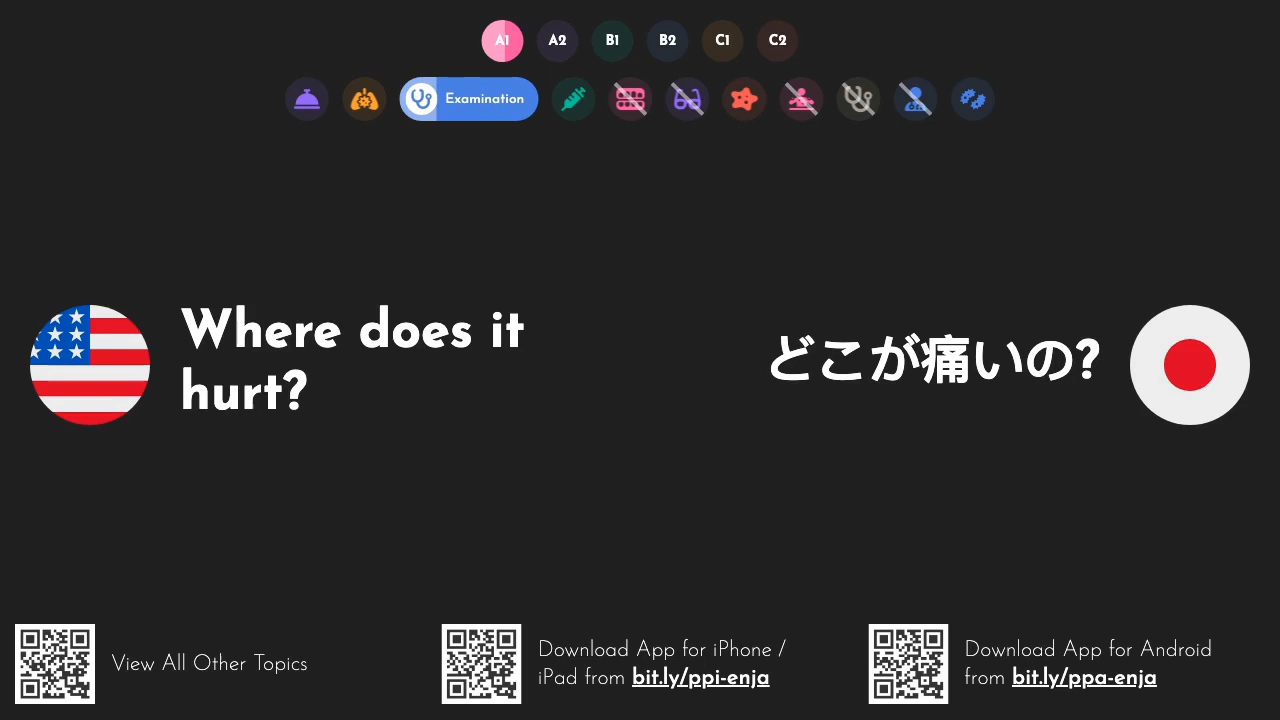 A1 A2 B1 B2 C1 C2
Examination
Where does it
hurt?
どこが痛いの?
View All Other Topics
Download App for iPhone /
iPad from bit.ly/ppi-enja
Download App for Android
from bit.ly/ppa-enja